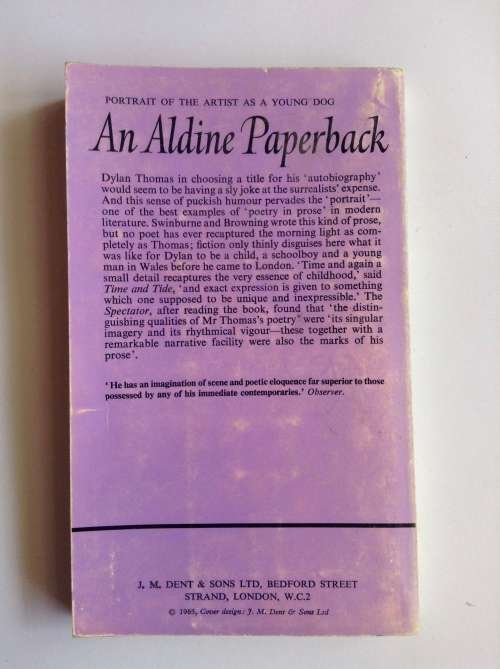 PORTRAIT OF THE ARTIST AS A YOUNG DOG
An Aldine Paperback
Dylan Thomas in choosing a title for his ‘autobiography’
would seem to be having a sly joke at the surrealists’ expense.
And this sense of puckish humour pervades the ‘portrait’—
one of the best examples of ‘poetry in prose’ in modern
literature. Swinburne and Browning wrote this kind of prose,
but no poet has ever recaptured the morning light as com-
pletely as Thomas; fiction only thinly disguises here what it
was like for Dylan to be a child, a schoolboy and a young
man in Wales before he came to London. ‘Time and again a
small detail recaptures the very essence of childhood,’ said
Time and Tide, ‘and exact expression is given to something
which one supposed to be unique and inexpressible.’ The
Spectator, after reading the book, found that ‘the distin-
guishing qualities of Mr Thomas’s poetry’ were ‘its singular
imagery and its rhythmical vigour—these together with a
remarkable narrative facility were also the marks of his
prose’.
‘He has an imagination of scene and poetic eloquence far superior to those
possessed by any of his immediate contemporaries.’ Observer.
J. M. DENT & SONS LTD, BEDFORD STREET
STRAND, LONDON, W.C.2
© 1965, Cover design: J. M. Dent & Sons Ltd